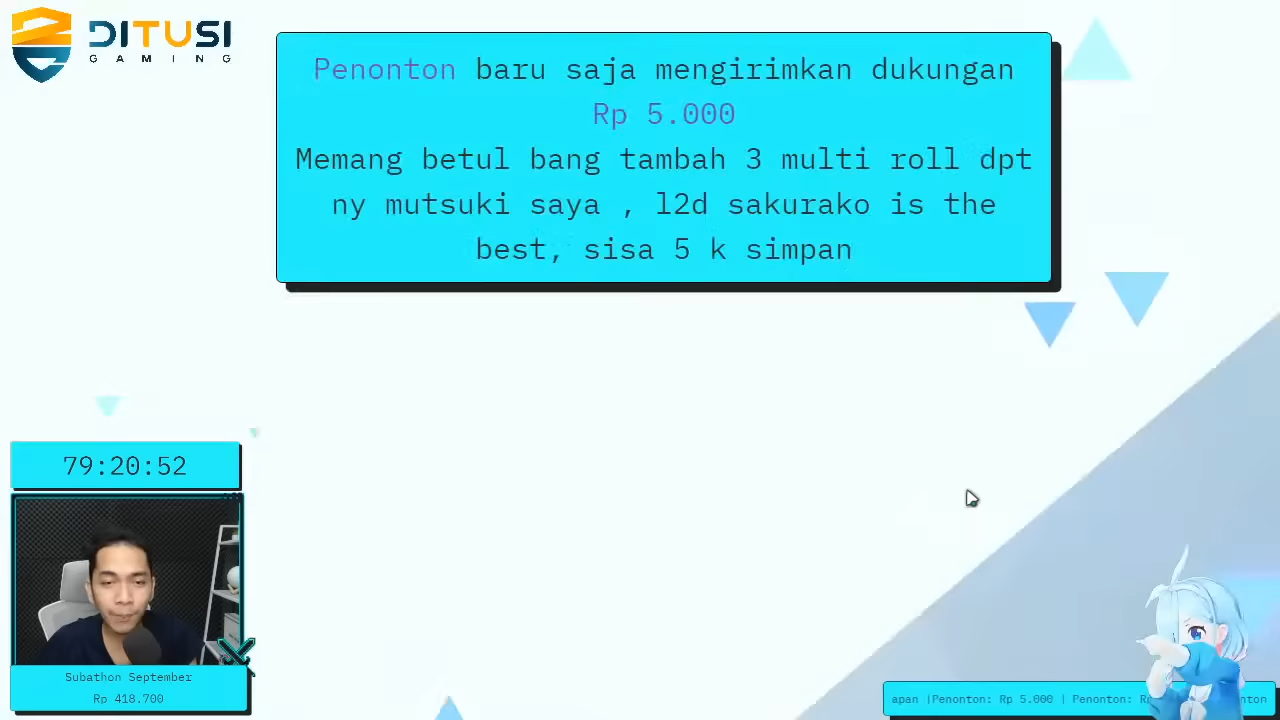 DITUSI
GAMING
Penonton baru saja mengirimkan dukungan
Rp 5.000
Memang betul bang tambah 3 multi roll dpt
ny mutsuki saya , l2d sakurako is the
best, sisa 5 k simpan
79:20:52
Subathon September
Rp 418.700
apan |Penonton: Rp 5.000 | Penonton: nton